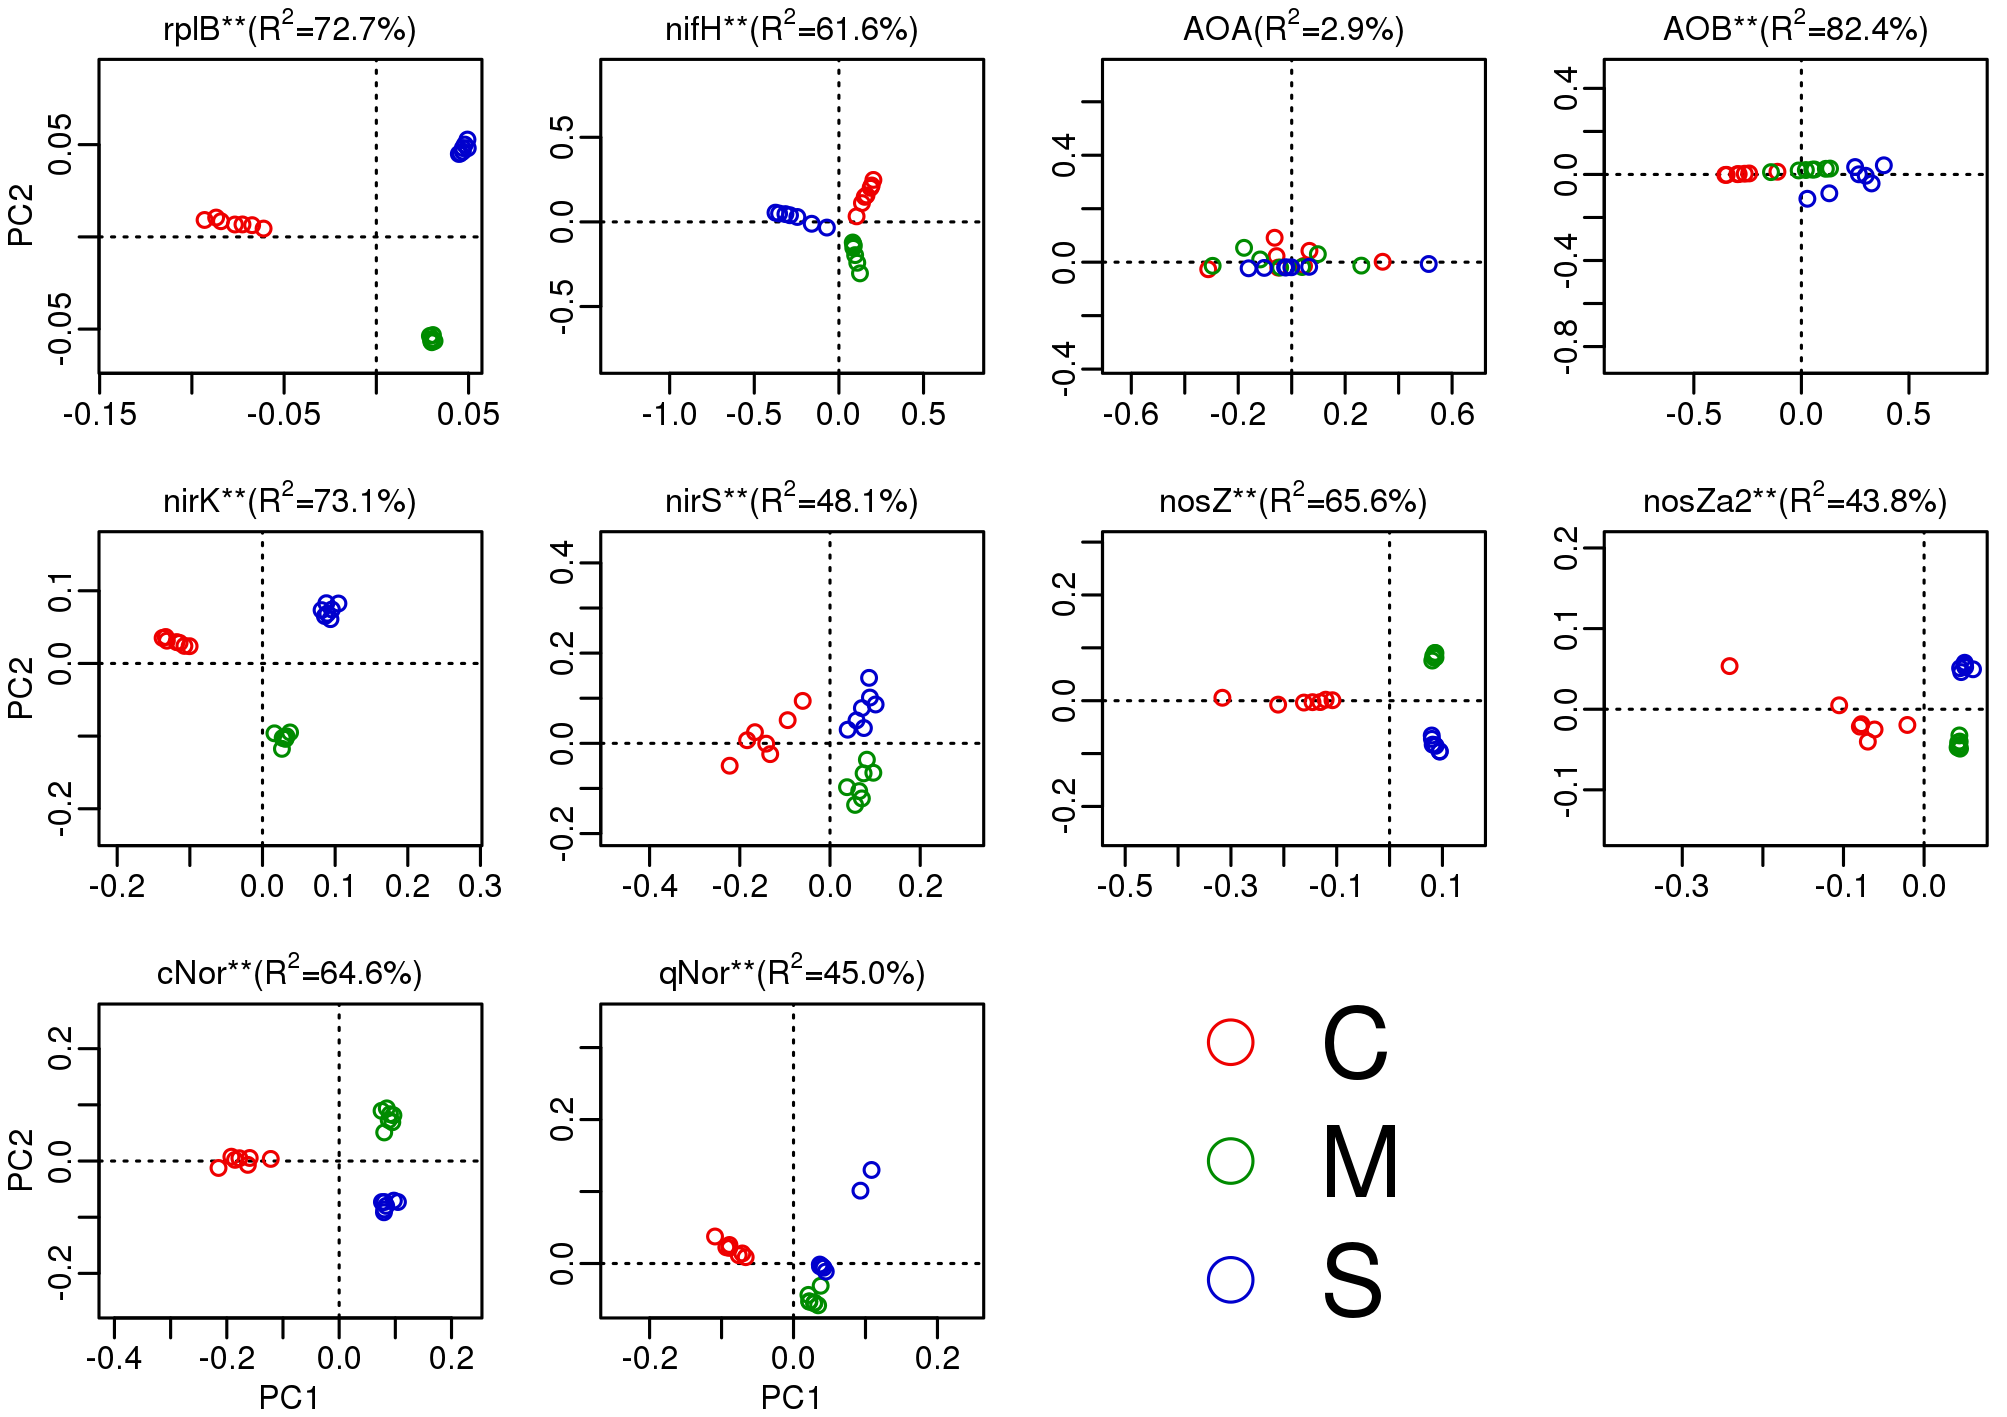 rplB**(R²=72.7%) nifH**(R²=61.6%) AOA(R²=2.9%) AOB**(R²=82.4%)
PC2
0.05
-0.05
-0.15 -0.05 0.05
0.5
0.0
-0.5
-1.0 -0.5 0.0 0.5
0.4
0.0
-0.4
-0.6 -0.2 0.2 0.6
0.4
0.0
-0.4
-0.8
-0.5 0.0 0.5
nirK**(R²=73.1%) nirS**(R²=48.1%) nosZ**(R²=65.6%) nosZa2**(R²=43.8%)
PC2
0.1
0.0
-0.2
-0.2 0.0 0.1 0.2 0.3
0.4
0.2
0.0
-0.2
-0.4 -0.2 0.0 0.2
0.2
0.0
-0.2
-0.5 -0.3 -0.1 0.1
0.2
0.1
0.0
-0.1
-0.3 -0.1 0.0
cNor**(R²=64.6%) qNor**(R²=45.0%)
PC2
0.2
0.0
-0.2
-0.4 -0.2 0.0 0.2
PC1
0.2
0.0
-0.2 0.0 0.2
PC1
C
M
S